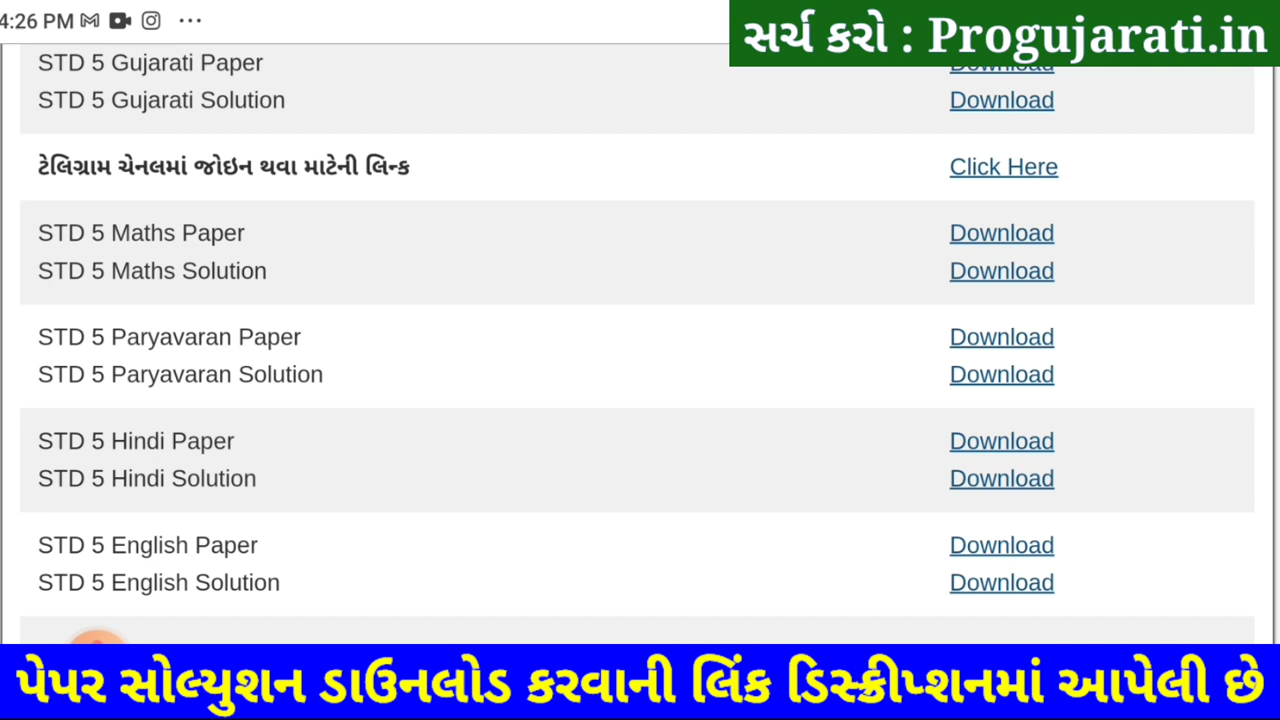 4:26 PM
સર્ચ કરો : Progujarati.in
STD 5 Gujarati Paper Download
STD 5 Gujarati Solution Download
ટેલિગ્રામ ચેનલમાં જોઇન થવા માટેની લિન્ક Click Here
STD 5 Maths Paper Download
STD 5 Maths Solution Download
STD 5 Paryavaran Paper Download
STD 5 Paryavaran Solution Download
STD 5 Hindi Paper Download
STD 5 Hindi Solution Download
STD 5 English Paper Download
STD 5 English Solution Download
પેપર સોલ્યુશન ડાઉનલોડ કરવાની લિંક ડિસ્ક્રીપ્શનમાં આપેલી છે